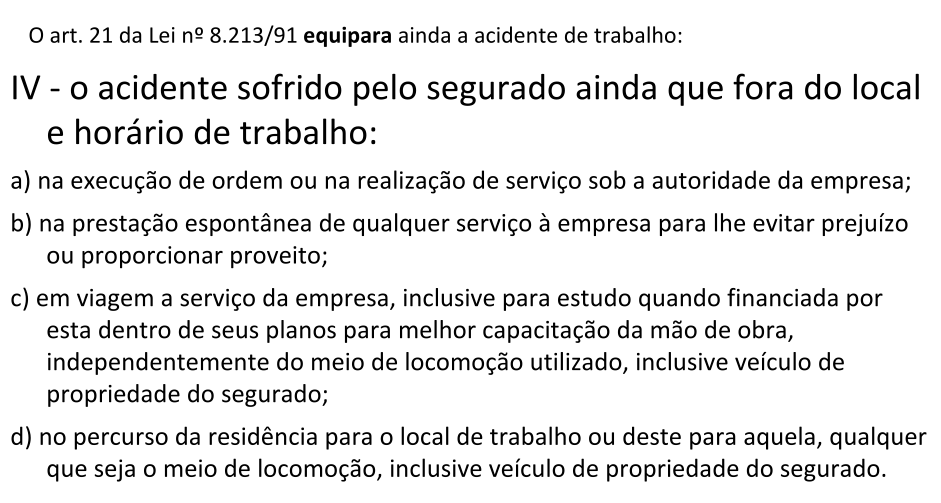 O art. 21 da Lei nº 8.213/91 equipara ainda a acidente de trabalho:
IV - o acidente sofrido pelo segurado ainda que fora do local
e horário de trabalho:
a) na execução de ordem ou na realização de serviço sob a autoridade da empresa;
b) na prestação espontânea de qualquer serviço à empresa para lhe evitar prejuízo
ou proporcionar proveito;
c) em viagem a serviço da empresa, inclusive para estudo quando financiada por
esta dentro de seus planos para melhor capacitação da mão de obra,
independentemente do meio de locomoção utilizado, inclusive veículo de
propriedade do segurado;
d) no percurso da residência para o local de trabalho ou deste para aquela, qualquer
que seja o meio de locomoção, inclusive veículo de propriedade do segurado.